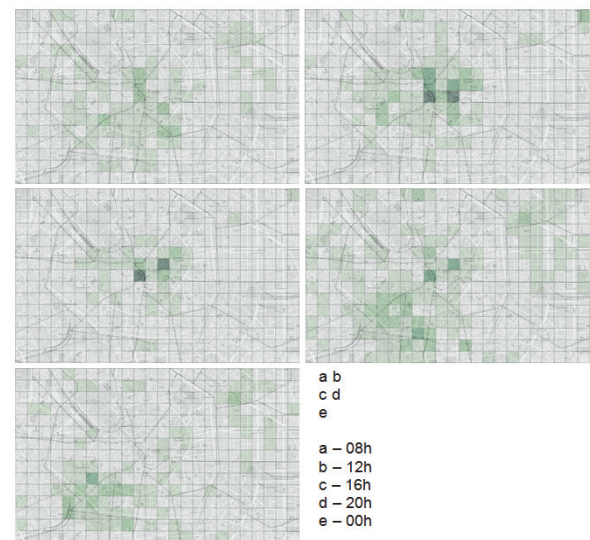 a b
c d
e
a – 08h
b – 12h
c – 16h
d – 20h
e – 00h